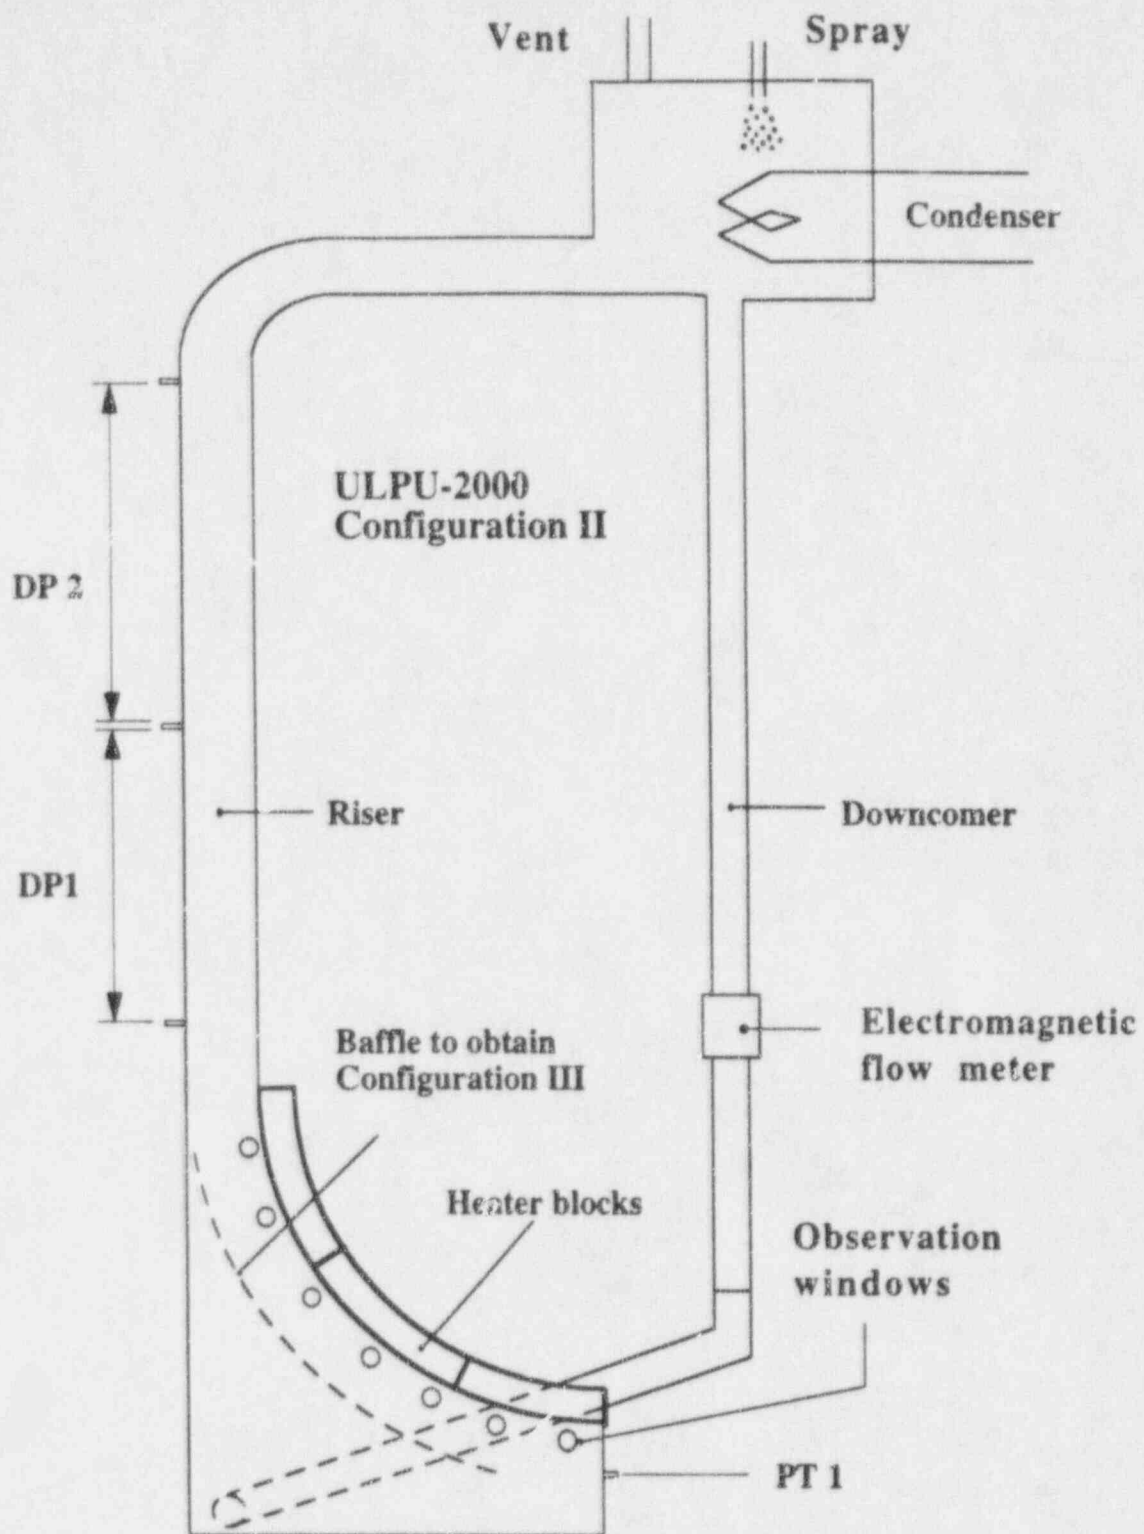 Vent
Spray
Condenser
ULPU-2000
Configuration II
DP 2
Riser
Downcomer
DP1
Electromagnetic
flow meter
Baffle to obtain
Configuration III
Heater blocks
Observation
windows
PT 1